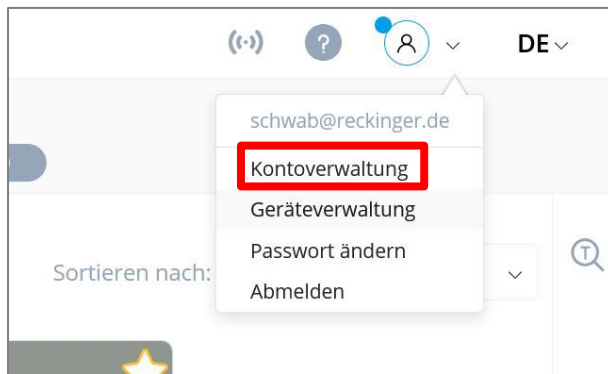 DE
schwab@reckinger.de
Kontoverwaltung
Geräteverwaltung
Passwort ändern
Sortieren nach:
Abmelden